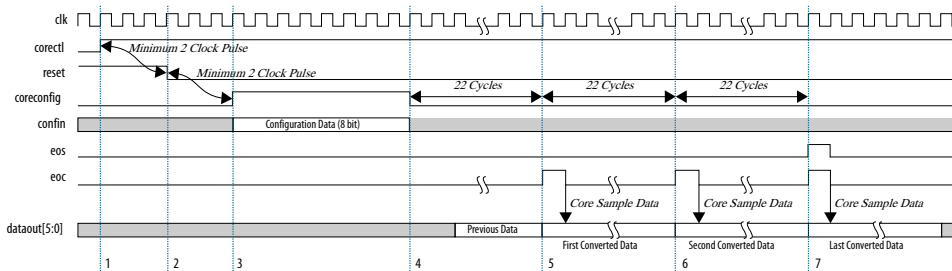 clk
corectl
Minimum 2 Clock Pulse
reset
Minimum 2 Clock Pulse
coreconfig
22 Cycles
22 Cycles
22 Cycles
confin
Configuration Data (8 bit)
eos
eoc
Core Sample Data
Core Sample Data
Core Sample Data
dataout[5:0]
Previous Data
First Converted Data
Second Converted Data
Last Converted Data
1
2
3
4
5
6
7